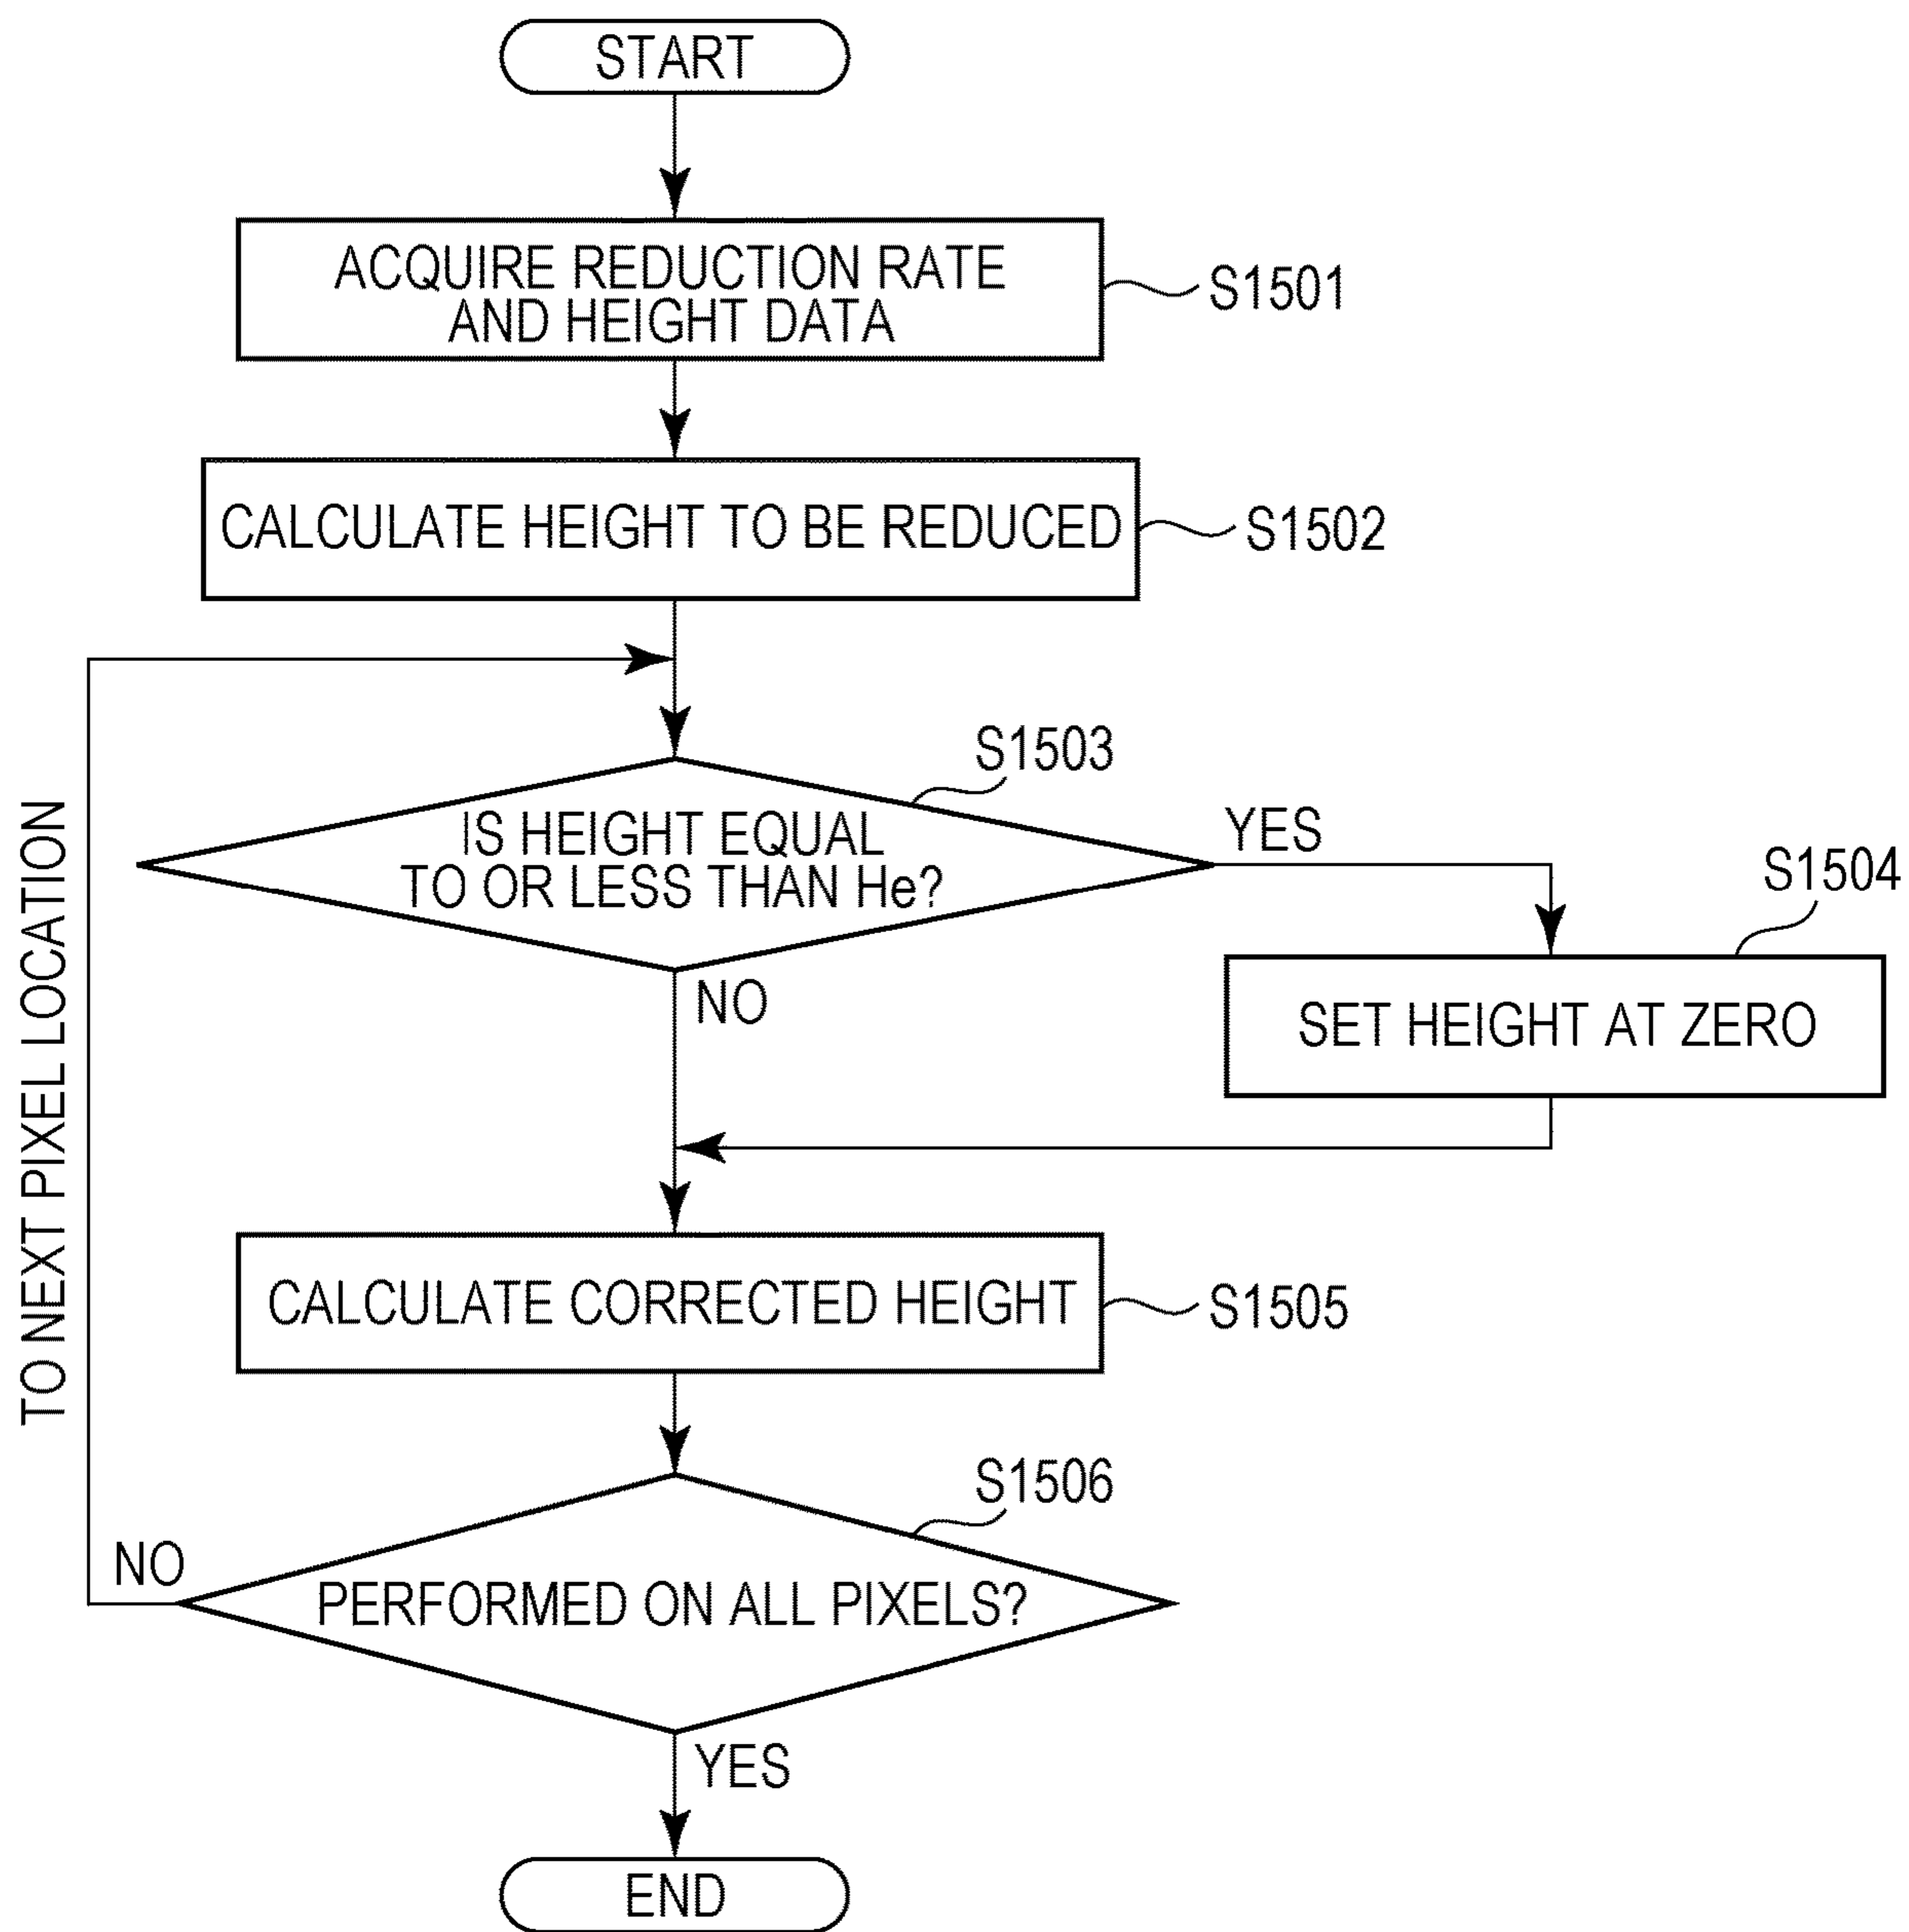 START
ACQUIRE REDUCTION RATE
AND HEIGHT DATA
S1501
CALCULATE HEIGHT TO BE REDUCED
S1502
S1503
IS HEIGHT EQUAL
TO OR LESS THAN He?
YES
NO
S1504
SET HEIGHT AT ZERO
TO NEXT PIXEL LOCATION
CALCULATE CORRECTED HEIGHT
S1505
S1506
PERFORMED ON ALL PIXELS?
NO
YES
END